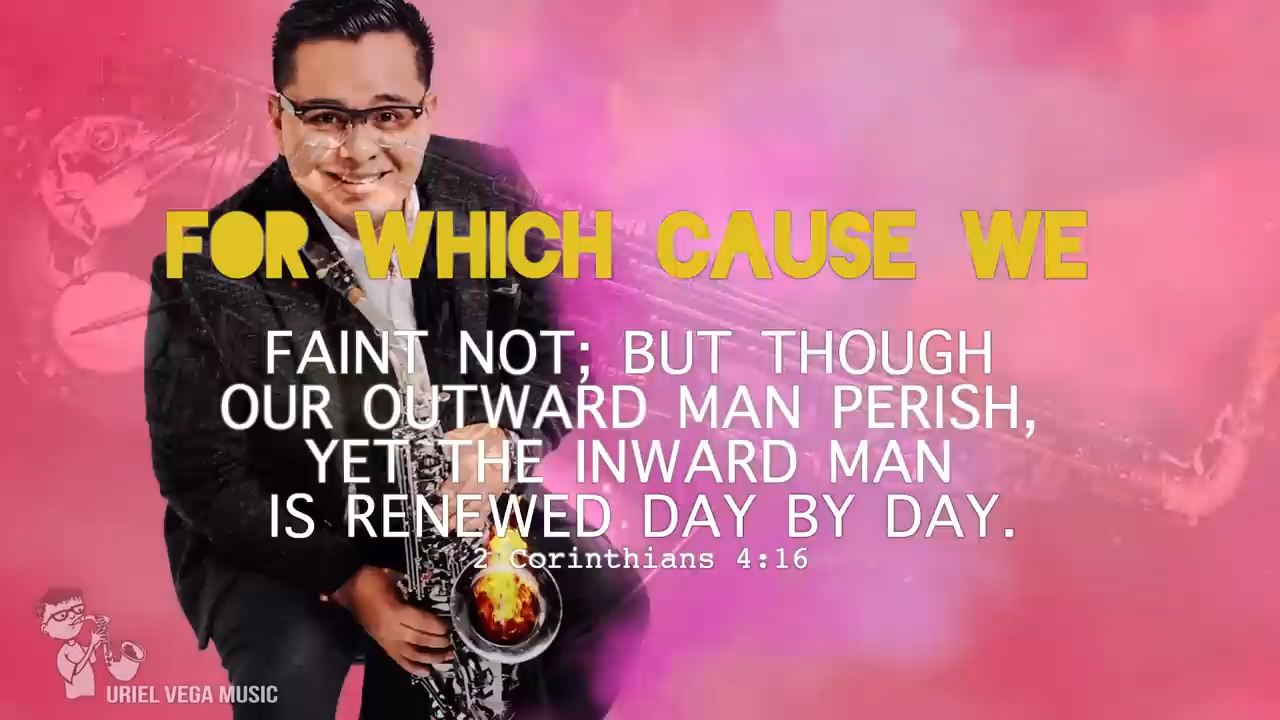 FOR WHICH CAUSE WE
FAINT NOT; BUT THOUGH
OUR OUTWARD MAN PERISH,
YET THE INWARD MAN
IS RENEWED DAY BY DAY.
2 Corinthians 4:16
URIEL VEGA MUSIC